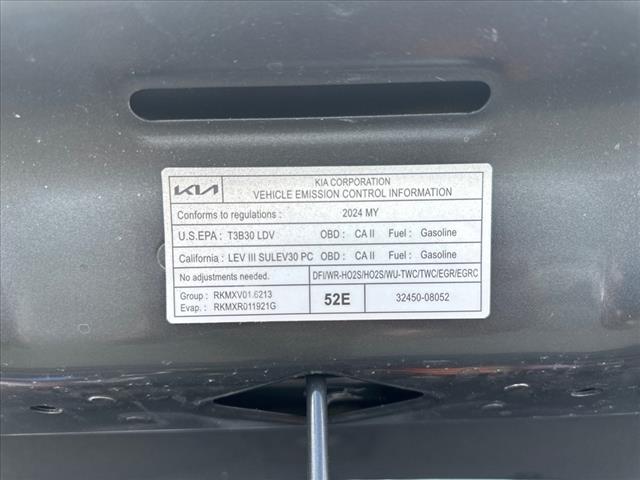 KIA KIA CORPORATION
VEHICLE EMISSION CONTROL INFORMATION
Conforms to regulations : 2024 MY
U.S.EPA : T3B30 LDV OBD : CA II Fuel : Gasoline
California : LEV III SULEV30 PC OBD : CA II Fuel : Gasoline
No adjustments needed. DFI/WR-HO2S/HO2S/WU-TWC/TWC/EGR/EGRC
Group : RKMXV01.6213
Evap. : RKMXR011921G
52E
32450-08052